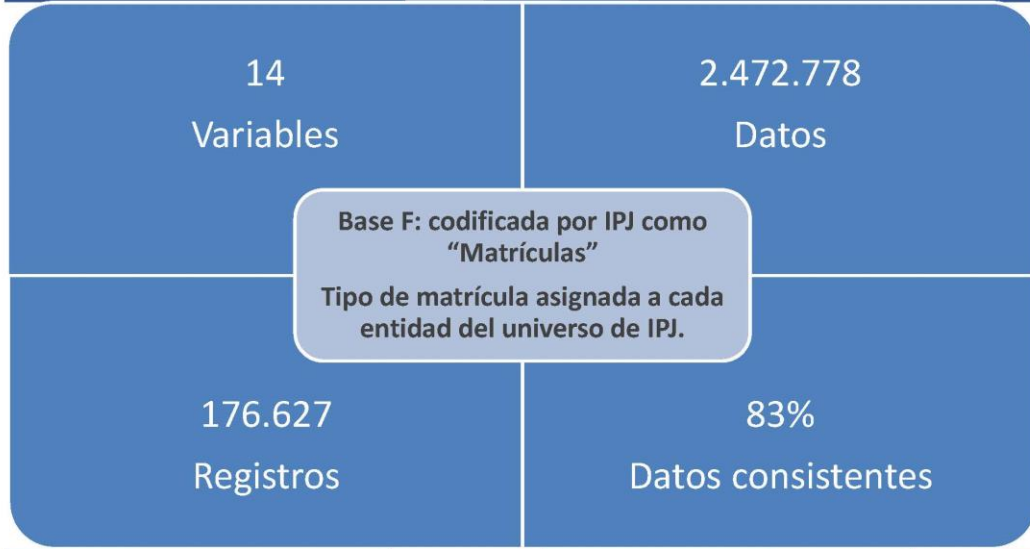 14
Variables
2.472.778
Datos
Base F: codificada por IPJ como
“Matrículas”
Tipo de matrícula asignada a cada
entidad del universo de IPJ.
176.627
Registros
83%
Datos consistentes